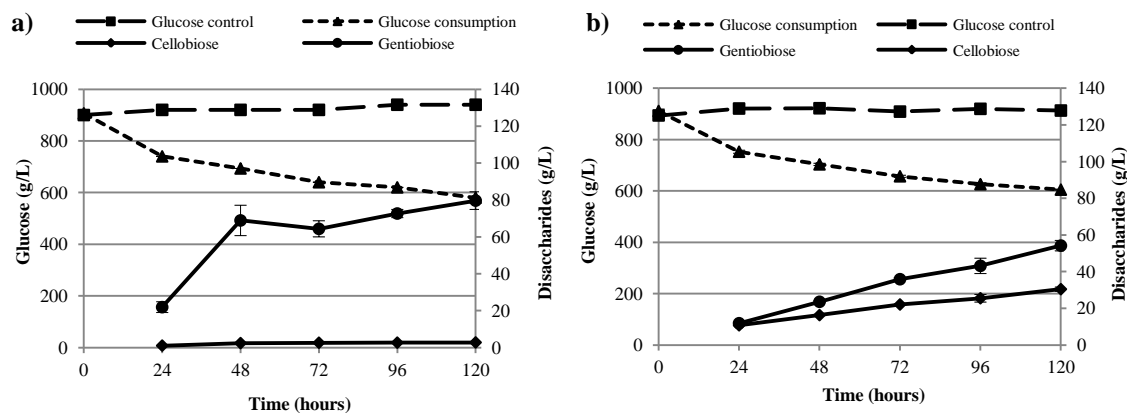 a)
Glucose control
Glucose consumption
Cellobiose
Gentiobiose
1000
800
600
400
200
0
Glucose (g/L)
140
120
100
80
60
40
20
0
Disaccharides (g/L)
0 24 48 72 96 120
Time (hours)
b)
Glucose consumption
Glucose control
Gentiobiose
Cellobiose
1000
800
600
400
200
0
Glucose (g/L)
140
120
100
80
60
40
20
0
Disaccharides (g/L)
0 24 48 72 96 120
Time (hours)